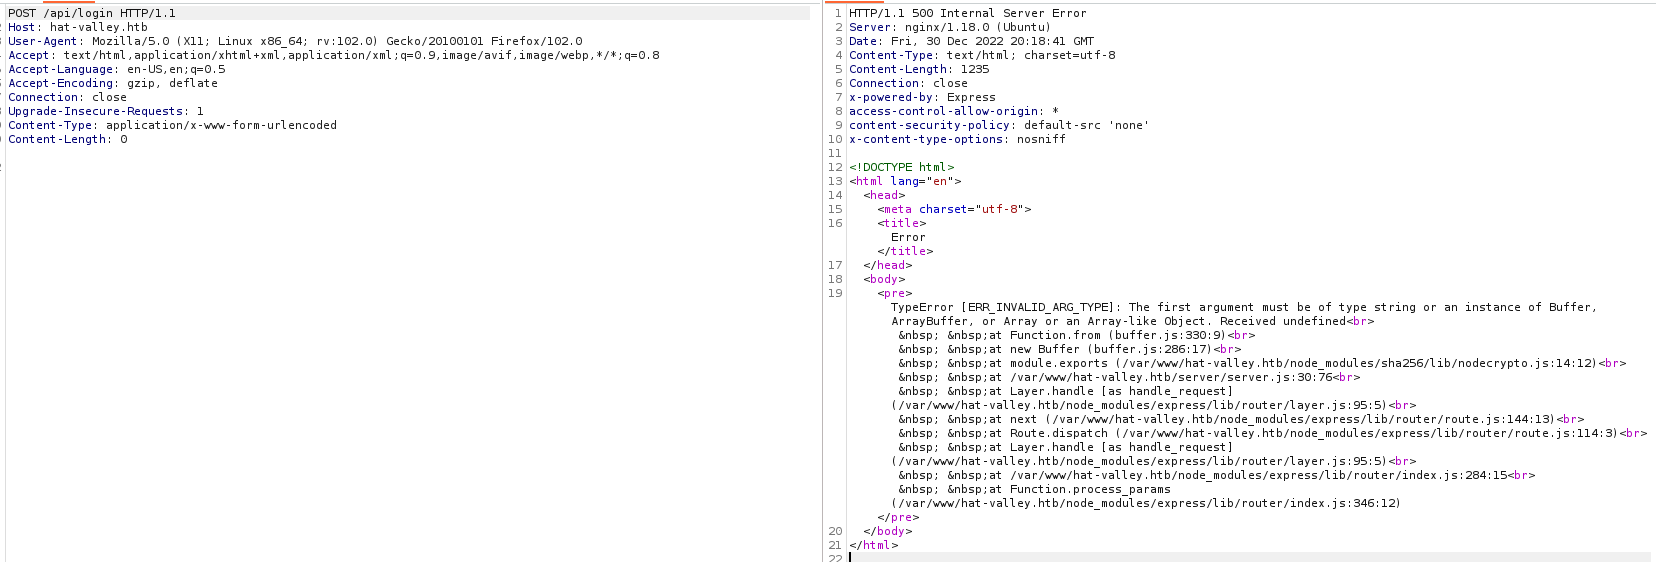 POST /api/login HTTP/1.1
Host: hat-valley.htb
User-Agent: Mozilla/5.0 (X11; Linux x86_64; rv:102.0) Gecko/20100101 Firefox/102.0
Accept: text/html,application/xhtml+xml,application/xml;q=0.9,image/avif,image/webp,*/*;q=0.8
Accept-Language: en-US,en;q=0.5
Accept-Encoding: gzip, deflate
Connection: close
Upgrade-Insecure-Requests: 1
Content-Type: application/x-www-form-urlencoded
Content-Length: 0
1 HTTP/1.1 500 Internal Server Error
2 Server: nginx/1.18.0 (Ubuntu)
3 Date: Fri, 30 Dec 2022 20:18:41 GMT
4 Content-Type: text/html; charset=utf-8
5 Content-Length: 1235
6 Connection: close
7 x-powered-by: Express
8 access-control-allow-origin: *
9 content-security-policy: default-src 'none'
10 x-content-type-options: nosniff
11
12 <!DOCTYPE html>
13 <html lang="en">
14 <head>
15 <meta charset="utf-8">
16 <title>
Error
</title>
17 </head>
18 <body>
19 <pre>
TypeError [ERR_INVALID_ARG_TYPE]: The first argument must be of type string or an instance of Buffer,
ArrayBuffer, or Array or an Array-like Object. Received undefined<br>
&nbsp; &nbsp;at Function.from (buffer.js:330:9)<br>
&nbsp; &nbsp;at new Buffer (buffer.js:286:17)<br>
&nbsp; &nbsp;at module.exports (/var/www/hat-valley.htb/node_modules/sha256/lib/nodecrypto.js:14:12)<br>
&nbsp; &nbsp;at /var/www/hat-valley.htb/server/server.js:30:76<br>
&nbsp; &nbsp;at Layer.handle [as handle_request]
(/var/www/hat-valley.htb/node_modules/express/lib/router/layer.js:95:5)<br>
&nbsp; &nbsp;at next (/var/www/hat-valley.htb/node_modules/express/lib/router/route.js:144:13)<br>
&nbsp; &nbsp;at Route.dispatch (/var/www/hat-valley.htb/node_modules/express/lib/router/route.js:114:3)<br>
&nbsp; &nbsp;at Layer.handle [as handle_request]
(/var/www/hat-valley.htb/node_modules/express/lib/router/layer.js:95:5)<br>
&nbsp; &nbsp;at /var/www/hat-valley.htb/node_modules/express/lib/router/index.js:284:15<br>
&nbsp; &nbsp;at Function.process_params
(/var/www/hat-valley.htb/node_modules/express/lib/router/index.js:346:12)
</pre>
20 </body>
21 </html>
22